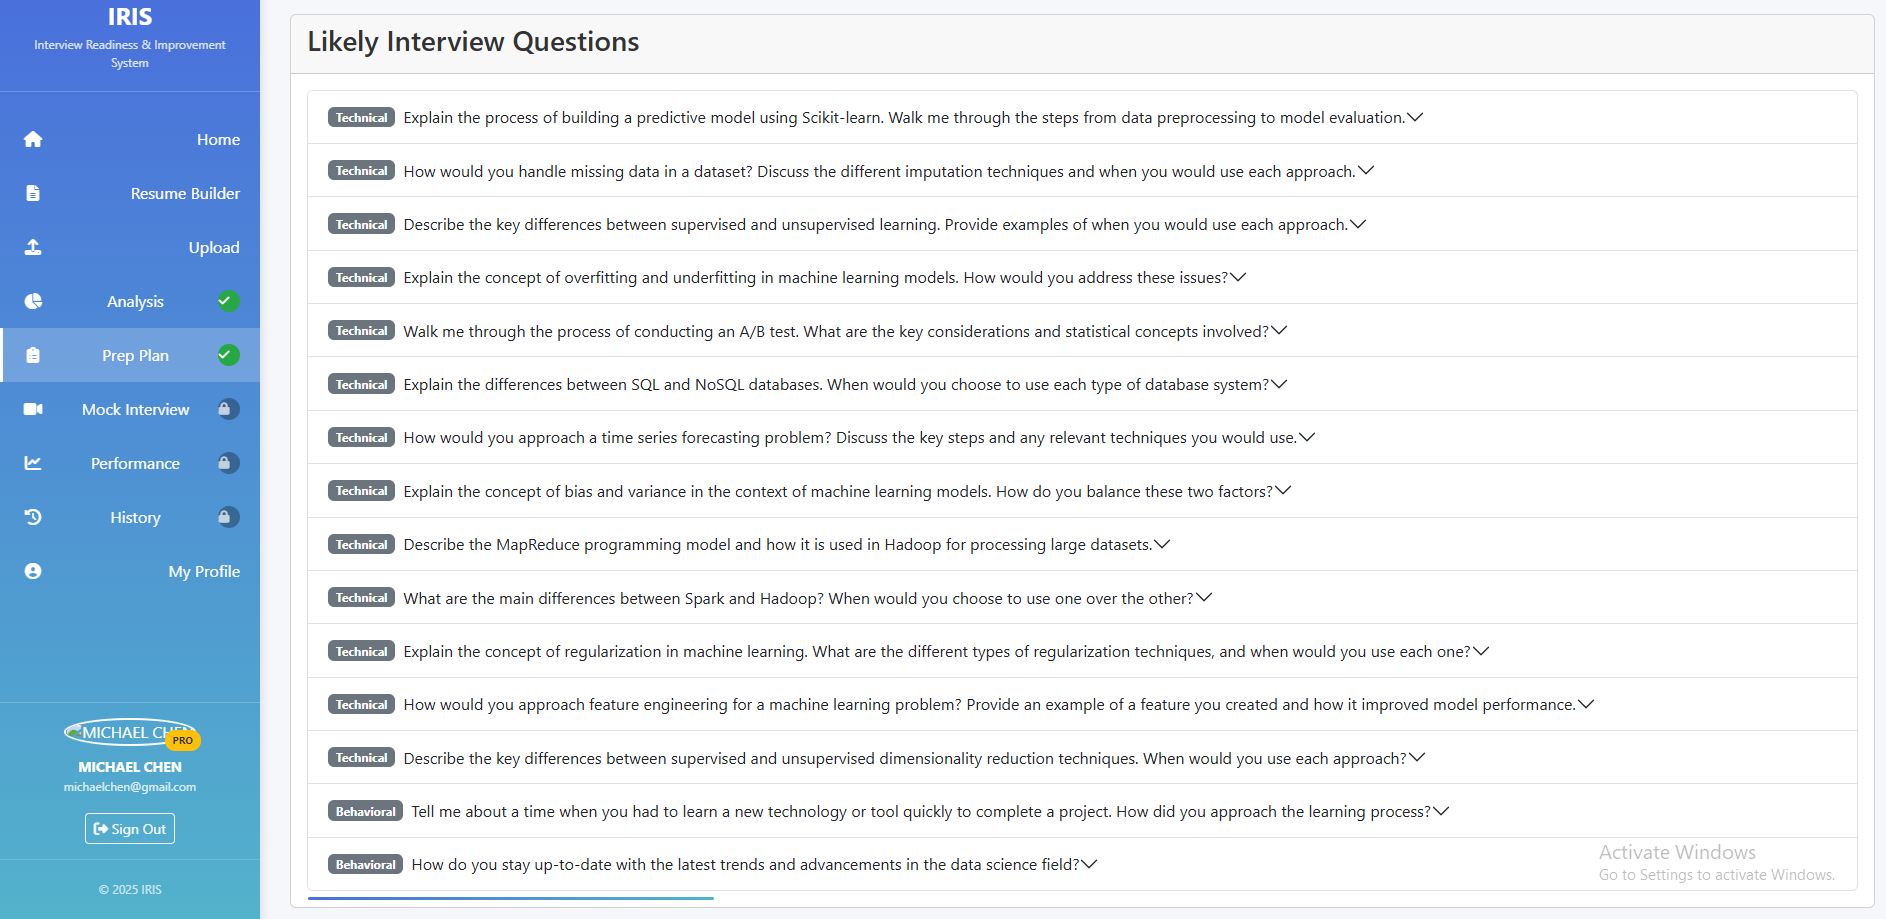 IRIS
Interview Readiness & Improvement
System
Home
Resume Builder
Upload
Analysis
Prep Plan
Mock Interview
Performance
History
My Profile
MICHAEL CHEN
PRO
MICHAEL CHEN
michaelchen@gmail.com
Sign Out
© 2025 IRIS
Likely Interview Questions
Technical Explain the process of building a predictive model using Scikit-learn. Walk me through the steps from data preprocessing to model evaluation.
Technical How would you handle missing data in a dataset? Discuss the different imputation techniques and when you would use each approach.
Technical Describe the key differences between supervised and unsupervised learning. Provide examples of when you would use each approach.
Technical Explain the concept of overfitting and underfitting in machine learning models. How would you address these issues?
Technical Walk me through the process of conducting an A/B test. What are the key considerations and statistical concepts involved?
Technical Explain the differences between SQL and NoSQL databases. When would you choose to use each type of database system?
Technical How would you approach a time series forecasting problem? Discuss the key steps and any relevant techniques you would use.
Technical Explain the concept of bias and variance in the context of machine learning models. How do you balance these two factors?
Technical Describe the MapReduce programming model and how it is used in Hadoop for processing large datasets.
Technical What are the main differences between Spark and Hadoop? When would you choose to use one over the other?
Technical Explain the concept of regularization in machine learning. What are the different types of regularization techniques, and when would you use each one?
Technical How would you approach feature engineering for a machine learning problem? Provide an example of a feature you created and how it improved model performance.
Technical Describe the key differences between supervised and unsupervised dimensionality reduction techniques. When would you use each approach?
Behavioral Tell me about a time when you had to learn a new technology or tool quickly to complete a project. How did you approach the learning process?
Behavioral How do you stay up-to-date with the latest trends and advancements in the data science field?
Activate Windows
Go to Settings to activate Windows.